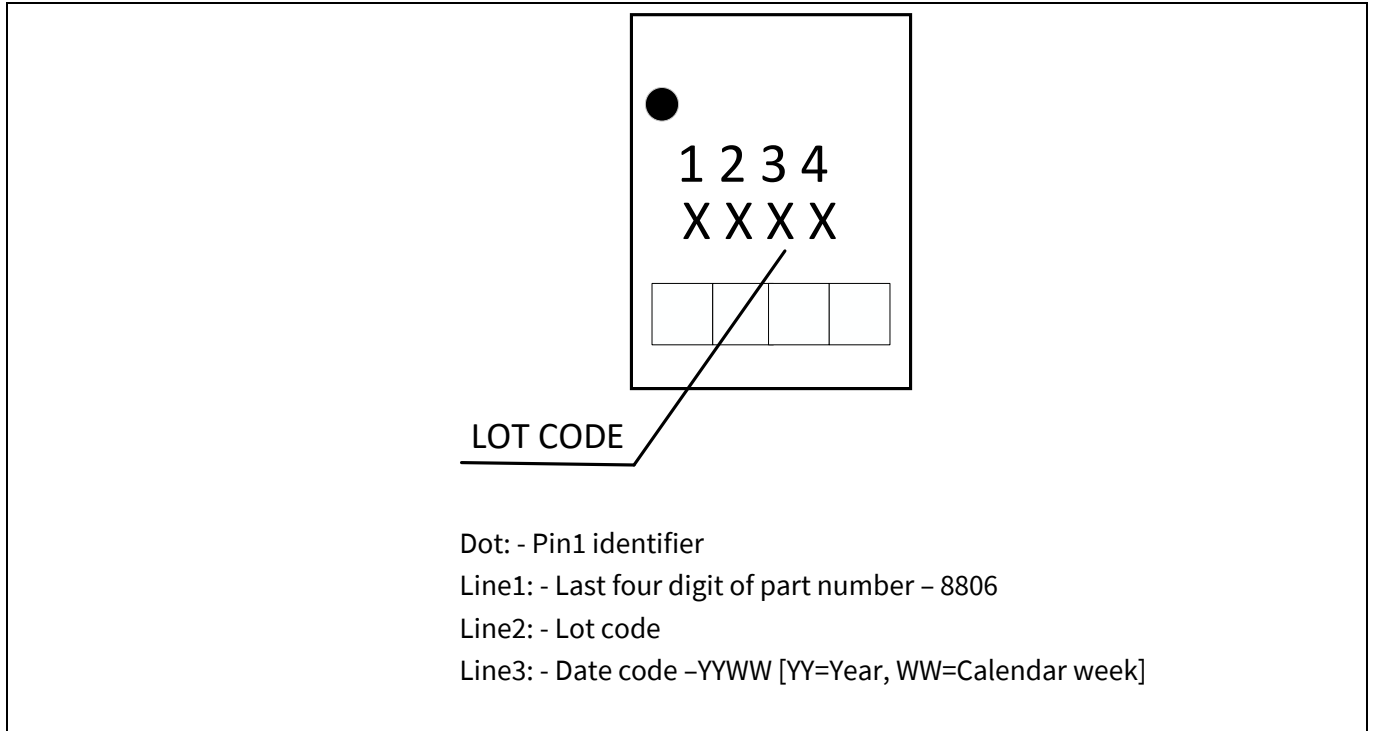 1 2 3 4
X X X X
LOT CODE
Dot: - Pin1 identifier
Line1: - Last four digit of part number – 8806
Line2: - Lot code
Line3: - Date code –YYWW [YY=Year, WW=Calendar week]